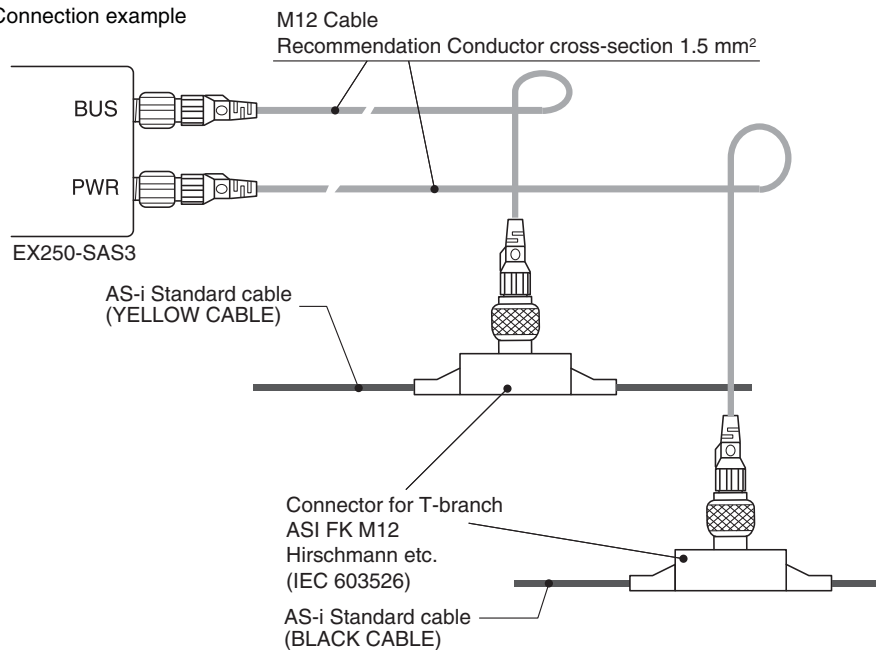 Connection example
M12 Cable
Recommendation Conductor cross-section 1.5 mm²
BUS
PWR
EX250-SAS3
AS-i Standard cable
(YELLOW CABLE)
Connector for T-branch
ASI FK M12
Hirschmann etc.
(IEC 603526)
AS-i Standard cable
(BLACK CABLE)